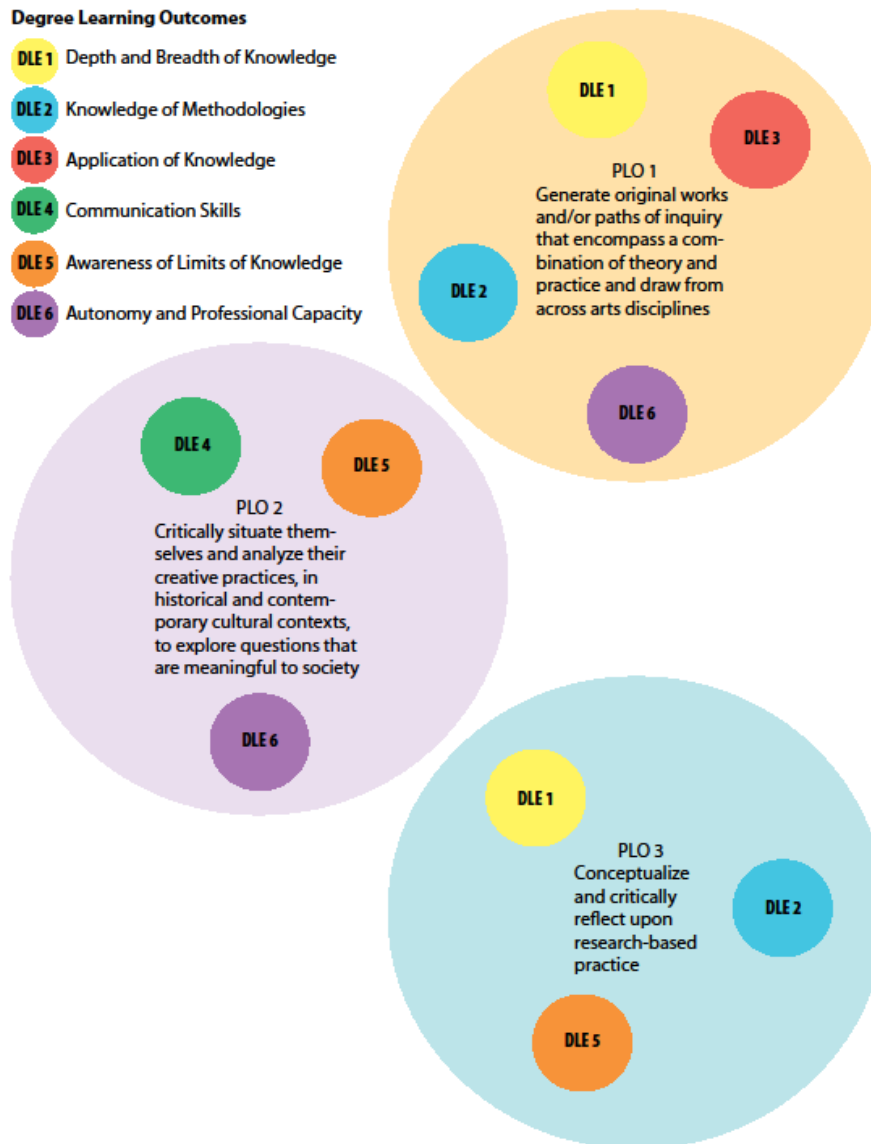 Degree Learning Outcomes
DLE 1 Depth and Breadth of Knowledge
DLE 2 Knowledge of Methodologies
DLE 3 Application of Knowledge
DLE 4 Communication Skills
DLE 5 Awareness of Limits of Knowledge
DLE 6 Autonomy and Professional Capacity
DLE 1
DLE 3
PLO 1
Generate original works
and/or paths of inquiry
that encompass a com-
bination of theory and
practice and draw from
across arts disciplines
DLE 2
DLE 6
DLE 4
DLE 5
PLO 2
Critically situate them-
selves and analyze their
creative practices, in
historical and contem-
porary cultural contexts,
to explore questions that
are meaningful to society
DLE 6
DLE 1
PLO 3
Conceptualize
and critically
reflect upon
research-based
practice
DLE 2
DLE 5